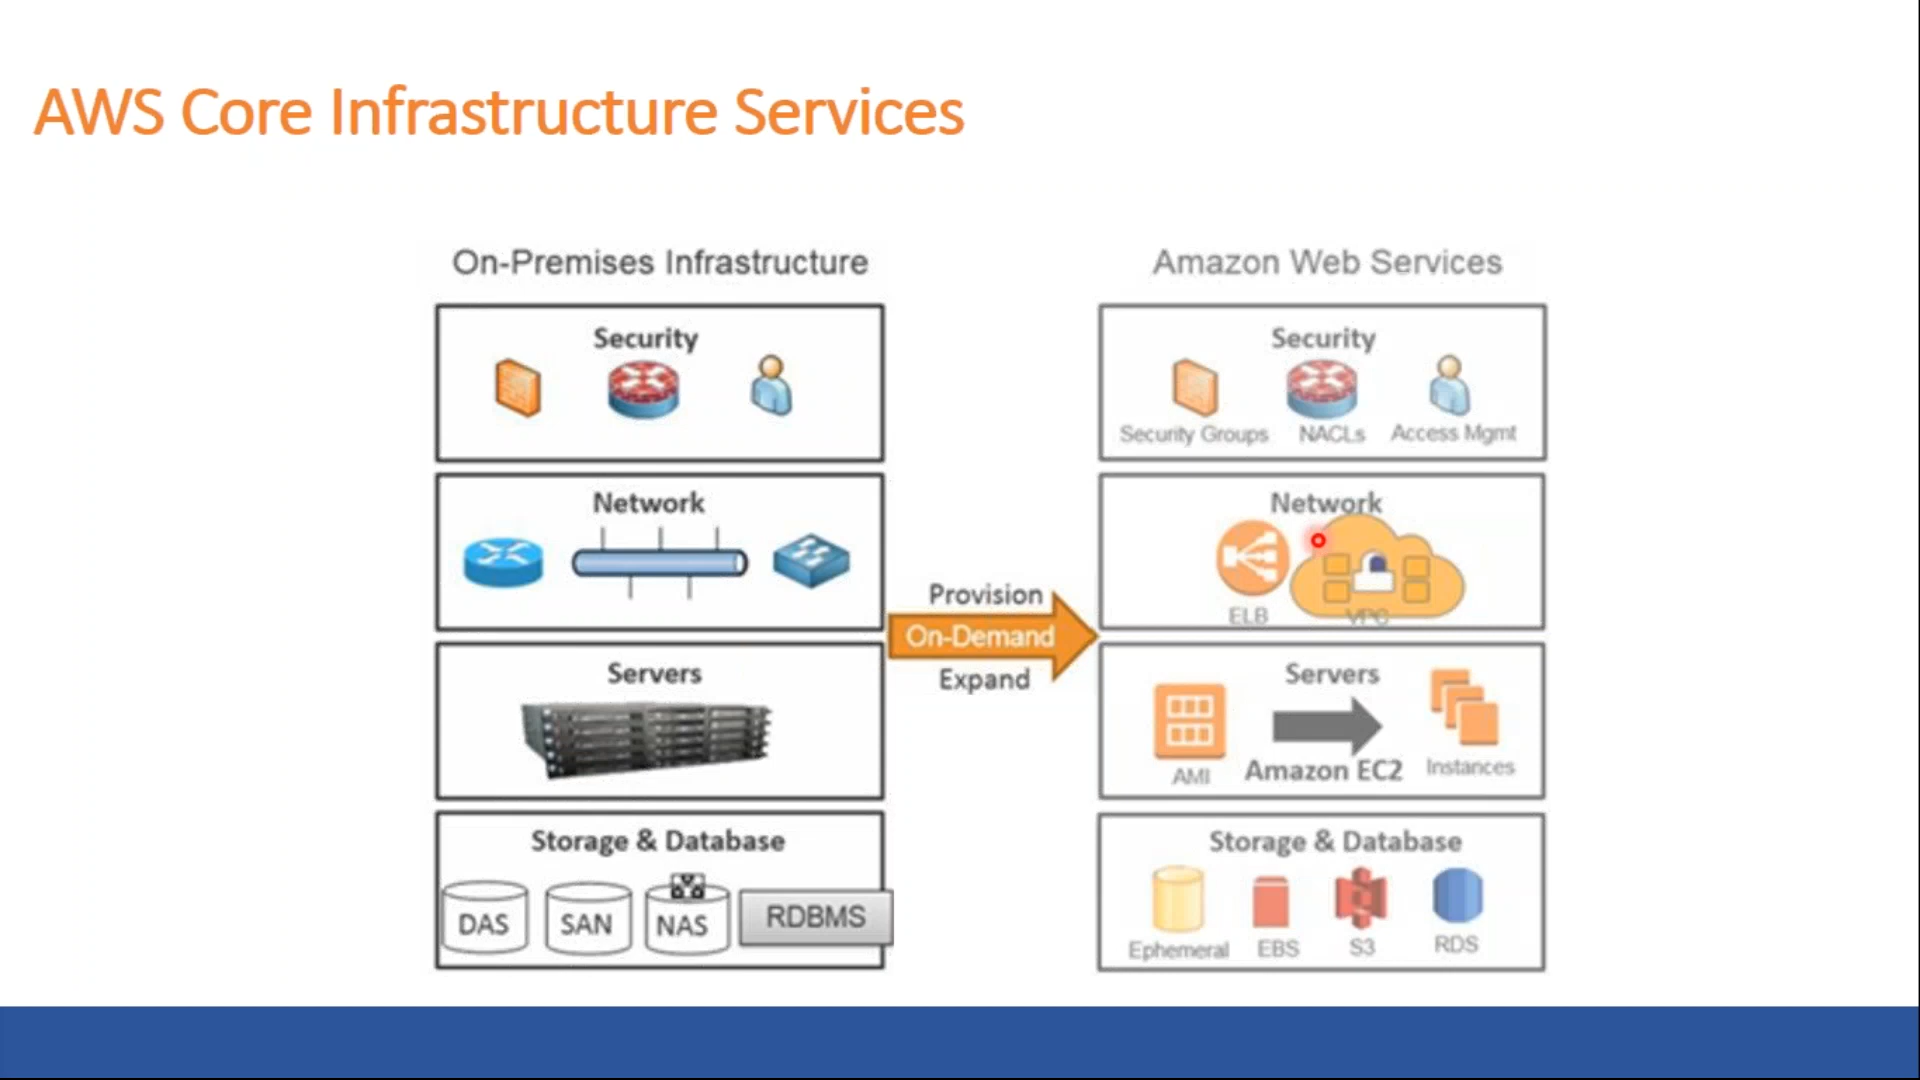 AWS Core Infrastructure Services
On-Premises Infrastructure
Security
Network
Servers
Storage & Database
DAS
SAN
NAS
RDBMS
Provision
On-Demand
Expand
Amazon Web Services
Security
Security Groups
NACLs
Access Mgmt
Network
ELB
VPC
Servers
AMI
Amazon EC2
Instances
Storage & Database
Ephemeral
EBS
S3
RDS